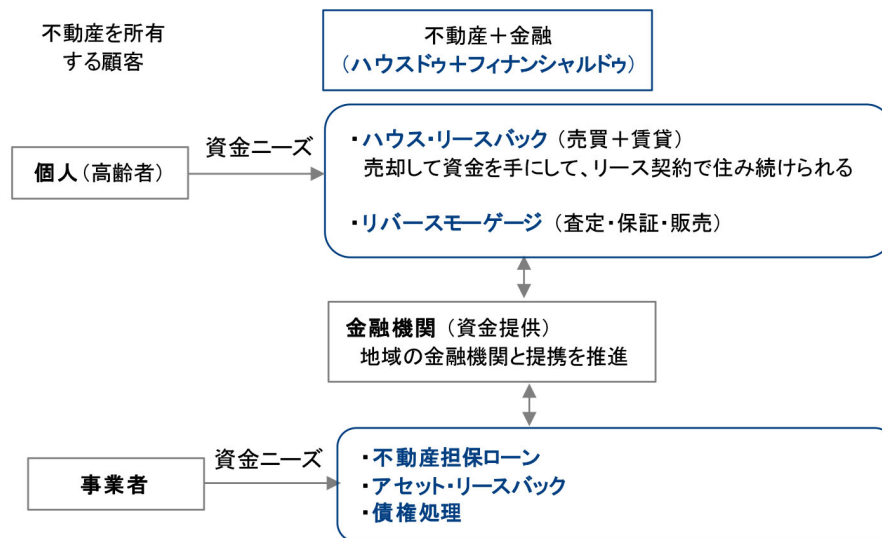 不動産を所有
する顧客
不動産＋金融
（ハウスドゥ＋フィナンシャルドゥ）
資金ニーズ
個人（高齢者）
・ハウス・リースバック（売買＋賃貸）
売却して資金を手にして、リース契約で住み続けられる
・リバースモーゲージ（査定・保証・販売）
金融機関（資金提供）
地域の金融機関と提携を推進
資金ニーズ
事業者
・不動産担保ローン
・アセット・リースバック
・債権処理